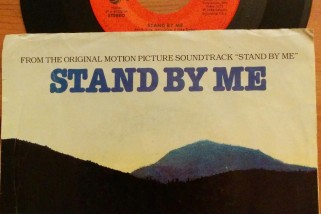 STEREO
STAND BY ME
FROM THE ORIGINAL MOTION PICTURE SOUNDTRACK "STAND BY ME"
STAND BY ME